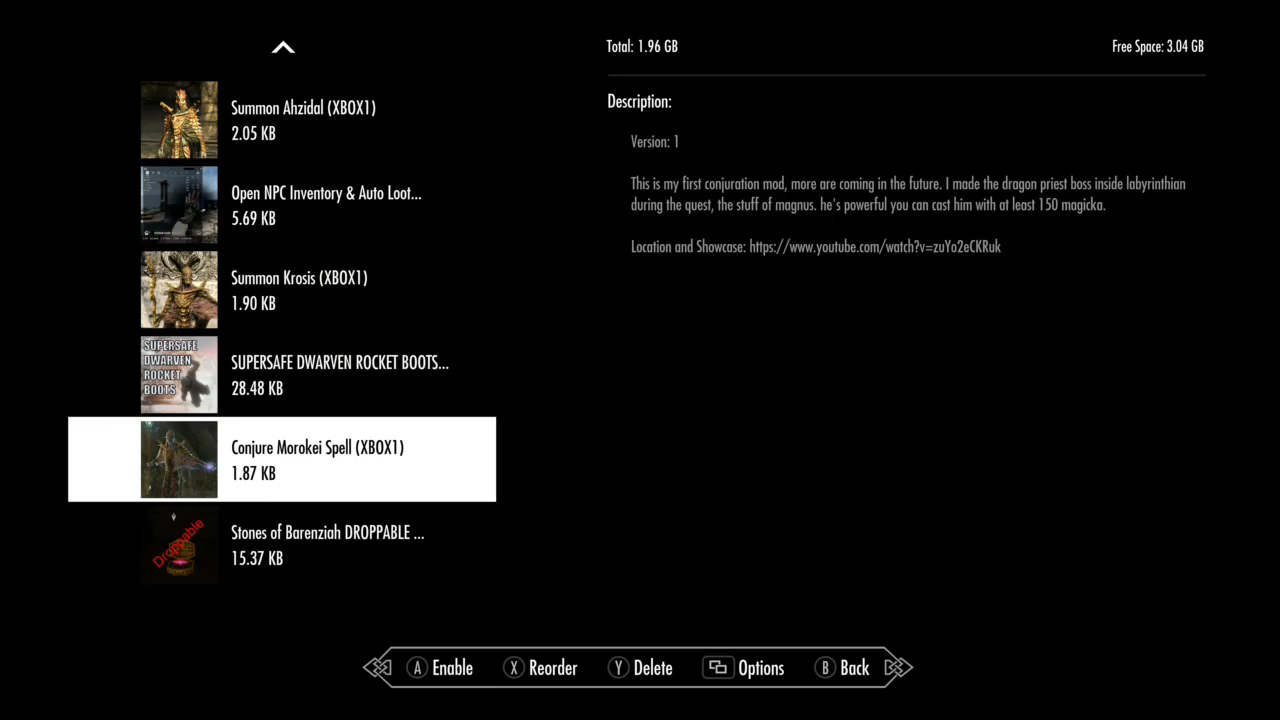 Total: 1.96 GB
Free Space: 3.04 GB
Summon Ahzidal (XBOX1)
2.05 KB
Open NPC Inventory & Auto Loot...
5.69 KB
Summon Krosis (XBOX1)
1.90 KB
SUPERSAFE
DWARVEN
ROCKET
BOOTS
SUPERSAFE DWARVEN ROCKET BOOTS...
28.48 KB
Conjure Morokei Spell (XBOX1)
1.87 KB
Droppable
Stones of Barenziah DROPPABLE ...
15.37 KB
Description:
Version: 1
This is my first conjuration mod, more are coming in the future. I made the dragon priest boss inside labyrinthian
during the quest, the stuff of magnus. he's powerful you can cast him with at least 150 magicka.
Location and Showcase: https://www.youtube.com/watch?v=zuYo2eCKRuk
A Enable X Reorder Y Delete Options B Back